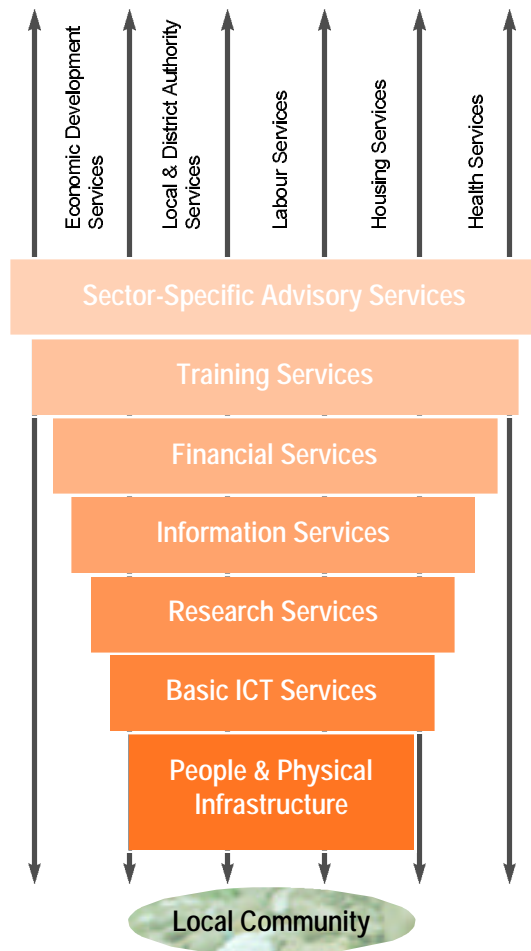 Economic Development
Services
Local & District Authority
Services
Labour Services
Housing Services
Health Services
Sector-Specific Advisory Services
Training Services
Financial Services
Information Services
Research Services
Basic ICT Services
People & Physical
Infrastructure
Local Community